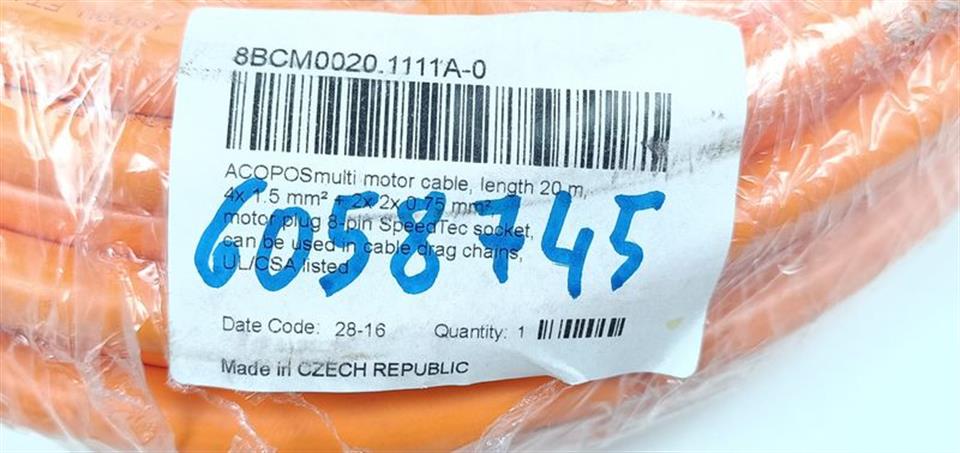 8BCM0020.1111A-0
ACOPOSmulti motor cable, length 20 m,
4x 1.5 mm² + 2x 2x 0.75 mm²,
motor plug 8-pin SpeedTec socket,
can be used in cable drag chains,
UL/CSA listed
6058745
Date Code: 28-16 Quantity: 1
Made in CZECH REPUBLIC